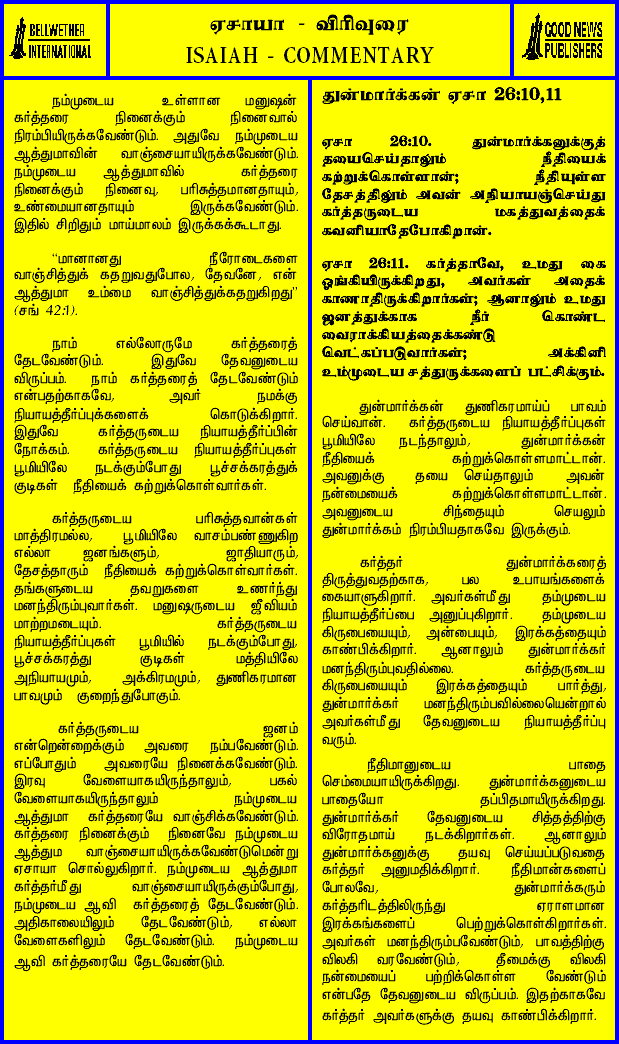 BELLWETHER
INTERNATIONAL
ஏசாயா - விரிவுரை
ISAIAH - COMMENTARY
GOOD NEWS
PUBLISHERS
நம்முடைய உள்ளான மனுஷன்
கர்த்தரை நினைக்கும் நினைவால்
நிரம்பியிருக்கவேண்டும். அதுவே நம்முடைய
ஆத்துமாவின் வாஞ்சையாயிருக்கவேண்டும்.
நம்முடைய ஆத்துமாவில் கர்த்தரை
நினைக்கும் நினைவு, பரிசுத்தமானதாயும்,
உண்மையானதாயும் இருக்கவேண்டும்.
இதில் சிறிதும் மாய்மாலம் இருக்கக்கூடாது.
“மானானது நீரோடைகளை
வாஞ்சித்துக் கதறுவதுபோல, தேவனே, என்
ஆத்துமா உம்மை வாஞ்சித்துக்கதறுகிறது”
(சங் 42:1).
நாம் எல்லோருமே கர்த்தரைத்
தேடவேண்டும். இதுவே தேவனுடைய
விருப்பம். நாம் கர்த்தரைத் தேடவேண்டும்
என்பதற்காகவே, அவர் நமக்கு
நியாயத்தீர்ப்புக்களைக் கொடுக்கிறார்.
இதுவே கர்த்தருடைய நியாயத்தீர்ப்பின்
நோக்கம். கர்த்தருடைய நியாயத்தீர்ப்புகள்
பூமியிலே நடக்கும்போது பூச்சக்கரத்துக்
குடிகள் நீதியைக் கற்றுக்கொள்வார்கள்.
கர்த்தருடைய பரிசுத்தவான்கள்
மாத்திரமல்ல, பூமியிலே வாசம்பண்ணுகிற
எல்லா ஜனங்களும், ஜாதியாரும்,
தேசத்தாரும் நீதியைக் கற்றுக்கொள்வார்கள்.
தங்களுடைய தவறுகளை உணர்ந்து
மனந்திரும்புவார்கள். மனுஷருடைய ஜீவியம்
மாற்றமடையும். கர்த்தருடைய
நியாயத்தீர்ப்புகள் பூமியில் நடக்கும்போது,
பூச்சக்கரத்து குடிகள் மத்தியிலே
அநியாயமும், அக்கிரமமும், துணிகரமான
பாவமும் குறைந்துபோகும்.
கர்த்தருடைய ஜனம்
என்றென்றைக்கும் அவரை நம்பவேண்டும்.
எப்போதும் அவரையே நினைக்கவேண்டும்.
இரவு வேளையாகயிருந்தாலும், பகல்
வேளையாகயிருந்தாலும் நம்முடைய
ஆத்துமா கர்த்தரையே வாஞ்சிக்கவேண்டும்.
கர்த்தரை நினைக்கும் நினைவே நம்முடைய
ஆத்தும வாஞ்சையாயிருக்கவேண்டுமென்று
ஏசாயா சொல்லுகிறார். நம்முடைய ஆத்துமா
கர்த்தர்மீது வாஞ்சையாயிருக்கும்போது,
நம்முடைய ஆவி கர்த்தரைத் தேடவேண்டும்.
அதிகாலையிலும் தேடவேண்டும், எல்லா
வேளைகளிலும் தேடவேண்டும். நம்முடைய
ஆவி கர்த்தரையே தேடவேண்டும்.
துன்மார்க்கன் ஏசா 26:10,11
ஏசா 26:10. துன்மார்க்கனுக்குத்
தயைசெய்தாலும் நீதியைக்
கற்றுக்கொள்ளான்; நீதியுள்ள
தேசத்திலும் அவன் அநியாயஞ்செய்து
கர்த்தருடைய மகத்துவத்தைக்
கவனியாதேபோகிறான்.
ஏசா 26:11. கர்த்தாவே, உமது கை
ஓங்கியிருக்கிறது, அவர்கள் அதைக்
காணாதிருக்கிறார்கள்; ஆனாலும் உமது
ஜனத்துக்காக நீர் கொண்ட
வைராக்கியத்தைக்கண்டு
வெட்கப்படுவார்கள்; அக்கினி
உம்முடைய சத்துருக்களைப் பட்சிக்கும்.
துன்மார்க்கன் துணிகரமாய்ப் பாவம்
செய்வான். கர்த்தருடைய நியாயத்தீர்ப்புகள்
பூமியிலே நடந்தாலும், துன்மார்க்கன்
நீதியைக் கற்றுக்கொள்ளமாட்டான்.
அவனுக்கு தயை செய்தாலும் அவன்
நன்மையைக் கற்றுக்கொள்ளமாட்டான்.
அவனுடைய சிந்தையும் செயலும்
துன்மார்க்கம் நிரம்பியதாகவே இருக்கும்.
கர்த்தர் துன்மார்க்கரைத்
திருத்துவதற்காக, பல உபாயங்களைக்
கையாளுகிறார். அவர்கள்மீது தம்முடைய
நியாயத்தீர்ப்பை அனுப்புகிறார். தம்முடைய
கிருபையையும், அன்பையும், இரக்கத்தையும்
காண்பிக்கிறார். ஆனாலும் துன்மார்க்கர்
மனந்திரும்புவதில்லை. கர்த்தருடைய
கிருபையையும் இரக்கத்தையும் பார்த்து,
துன்மார்க்கர் மனந்திரும்பவில்லையென்றால்
அவர்கள்மீது தேவனுடைய நியாயத்தீர்ப்பு
வரும்.
நீதிமானுடைய பாதை
செம்மையாயிருக்கிறது. துன்மார்க்கனுடைய
பாதையோ தப்பிதமாயிருக்கிறது.
துன்மார்க்கர் தேவனுடைய சித்தத்திற்கு
விரோதமாய் நடக்கிறார்கள். ஆனாலும்
துன்மார்க்கனுக்கு தயவு செய்யப்படுவதை
கர்த்தர் அனுமதிக்கிறார். நீதிமான்களைப்
போலவே, துன்மார்க்கரும்
கர்த்தரிடத்திலிருந்து ஏராளமான
இரக்கங்களைப் பெற்றுக்கொள்கிறார்கள்.
அவர்கள் மனந்திரும்பவேண்டும், பாவத்திற்கு
விலகி வரவேண்டும், தீமைக்கு விலகி
நன்மையைப் பற்றிக்கொள்ள வேண்டும்
என்பதே தேவனுடைய விருப்பம். இதற்காகவே
கர்த்தர் அவர்களுக்கு தயவு காண்பிக்கிறார்.